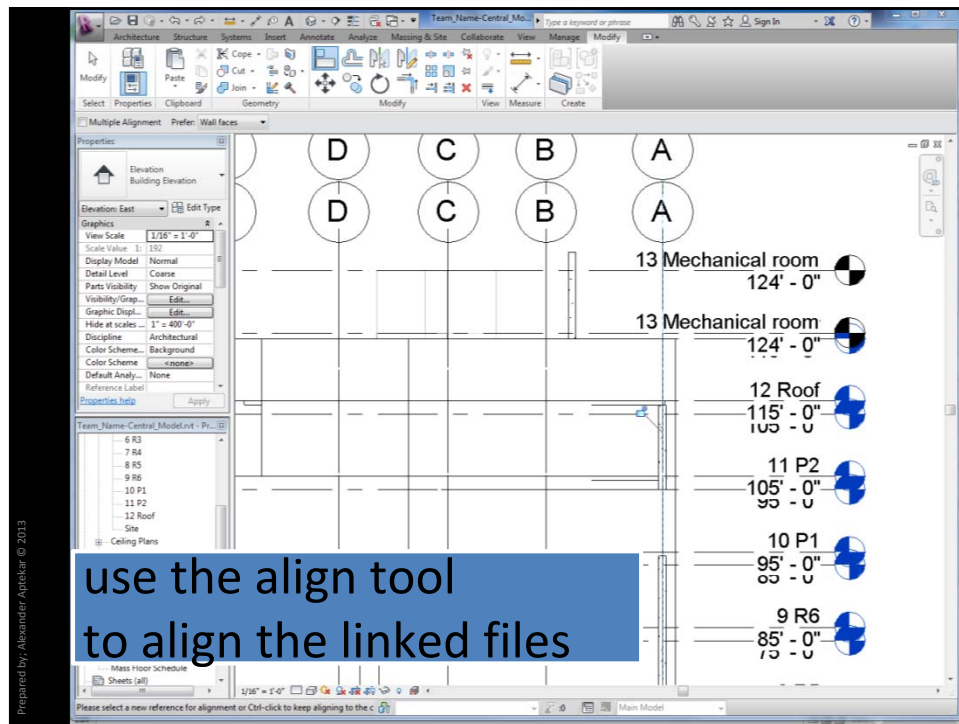 Team_Name-Central_Mo...
Type a keyword or phrase
Sign In
Architecture Structure Systems Insert Annotate Analyze Massing & Site Collaborate View Manage Modify
Modify
Paste
Cope
Cut
Join
Select Properties Clipboard Geometry Modify View Measure Create
Multiple Alignment Prefer: Wall faces
Properties
Elevation
Building Elevation
Elevation: East Edit Type
Graphics
View Scale 1/16" = 1'-0"
Scale Value 1: 192
Display Model Normal
Detail Level Coarse
Parts Visibility Show Original
Visibility/Grap... Edit...
Graphic Displ... Edit...
Hide at scales ... 1" = 400'-0"
Discipline Architectural
Color Scheme... Background
Color Scheme <none>
Default Analy... None
Reference Label
Properties help Apply
Team_Name-Central_Model.rvt - Pr...
6 R3
7 R4
8 R5
9 R6
10 P1
11 P2
12 Roof
Site
Ceiling Plans
Mass Floor Schedule
Sheets (all)
D C B A
D C B A
13 Mechanical room
124' - 0"
13 Mechanical room
124' - 0"
12 Roof
115' - 0"
105' - 0"
11 P2
105' - 0"
95' - 0"
10 P1
95' - 0"
85' - 0"
9 R6
85' - 0"
75' - 0"
use the align tool
to align the linked files
1/16" = 1'-0"
Please select a new reference for alignment or Ctrl-click to keep aligning to the c
:0
Main Model
Prepared by; Alexander Aptekar © 2013